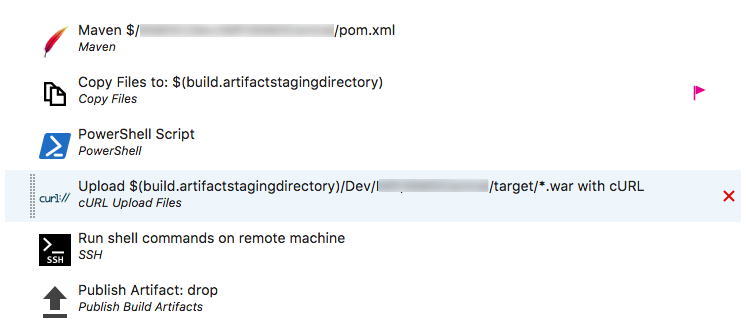 Maven $/ /pom.xml
Maven
Copy Files to: $(build.artifactstagingdirectory)
Copy Files
PowerShell Script
PowerShell
curl://
Upload $(build.artifactstagingdirectory)/Dev/ /target/*.war with cURL
cURL Upload Files
SSH
Run shell commands on remote machine
SSH
Publish Artifact: drop
Publish Build Artifacts